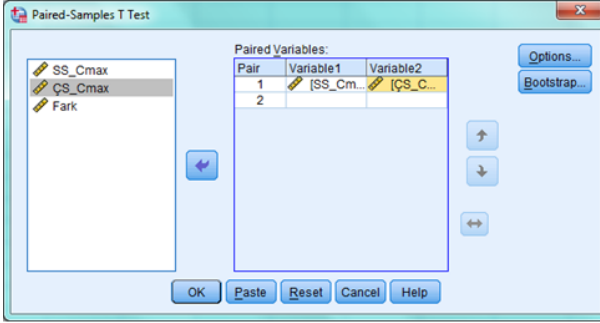 Paired-Samples T Test
SS_Cmax
ÇS_Cmax
Fark
Paired Variables:
Pair Variable1 Variable2
1 [SS_Cm... [ÇS_C...
2
Options...
Bootstrap...
OK Paste Reset Cancel Help